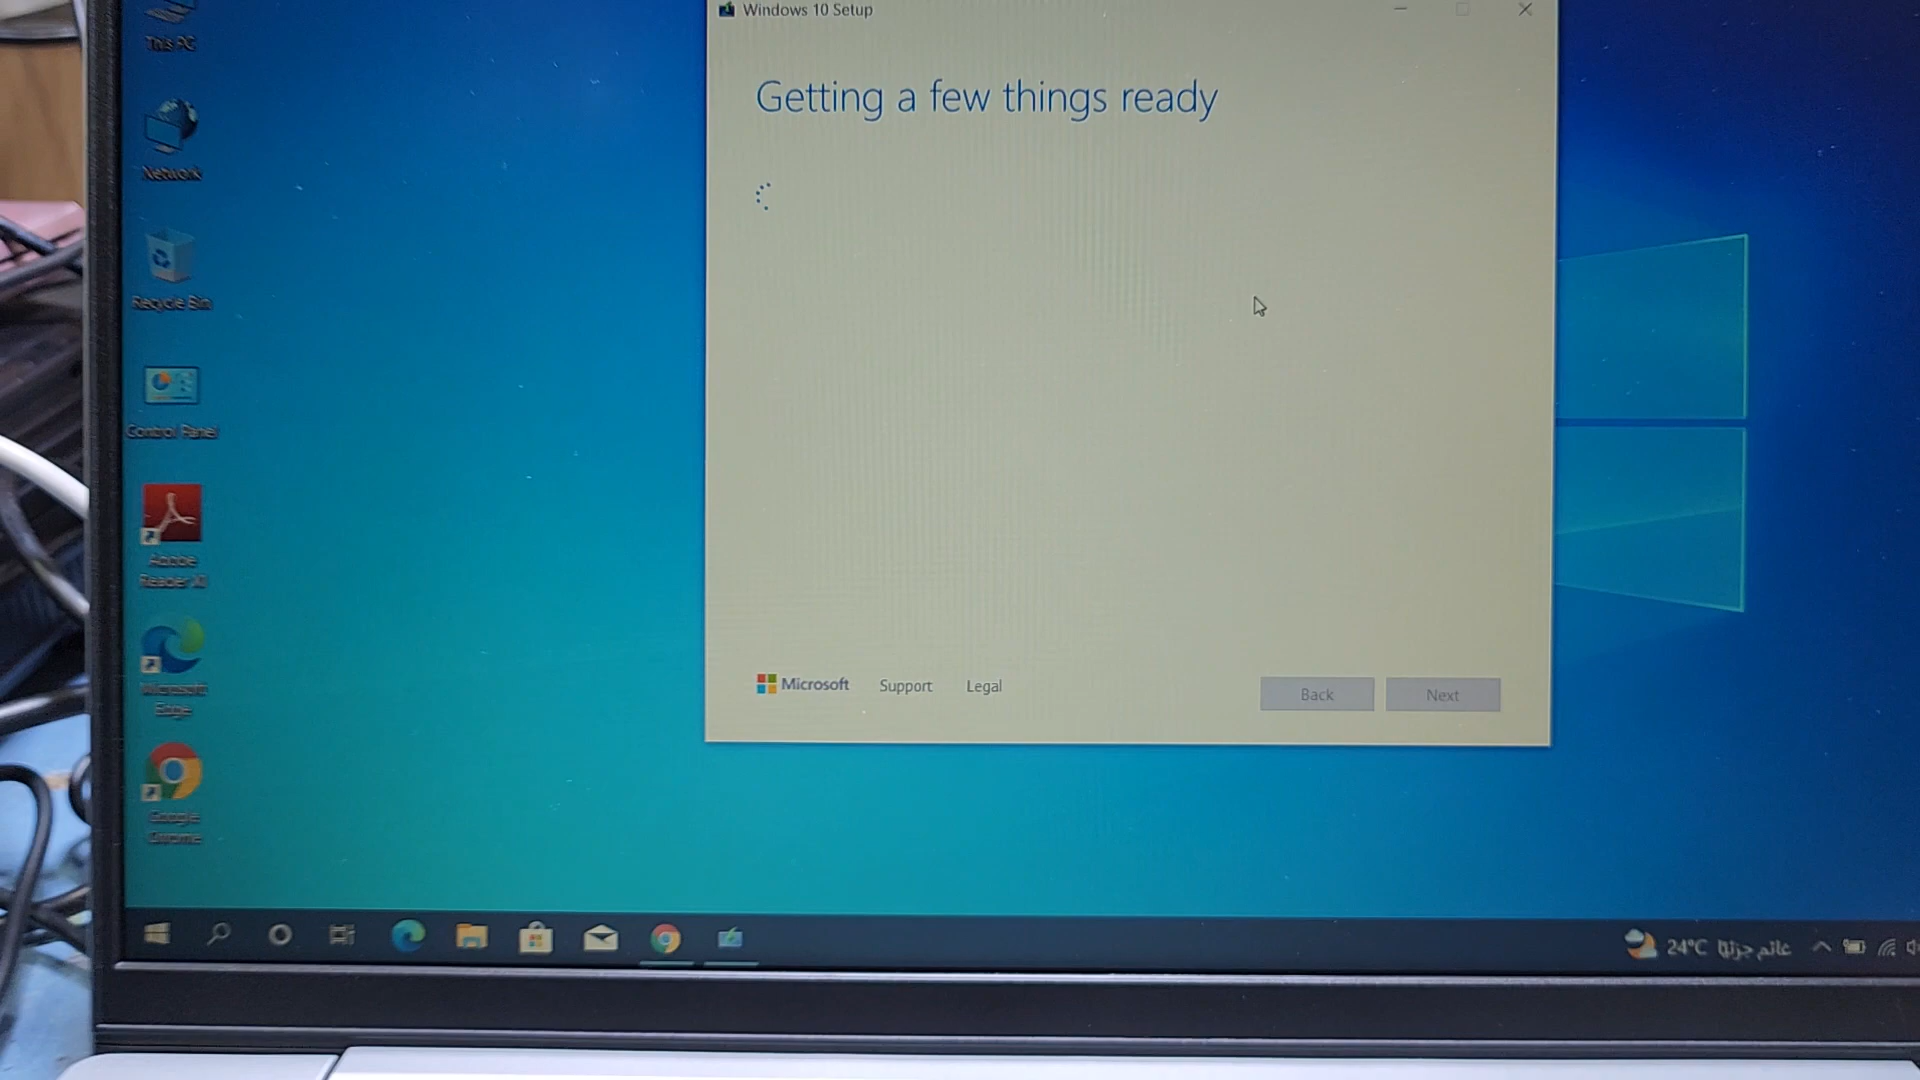 Windows 10 Setup
Getting a few things ready
Microsoft
Support
Legal
Back
Next
This PC
Network
Recycle Bin
Control Panel
Adobe
Reader XI
Microsoft
Edge
Google
Chrome
24°C غائم جزئيًا